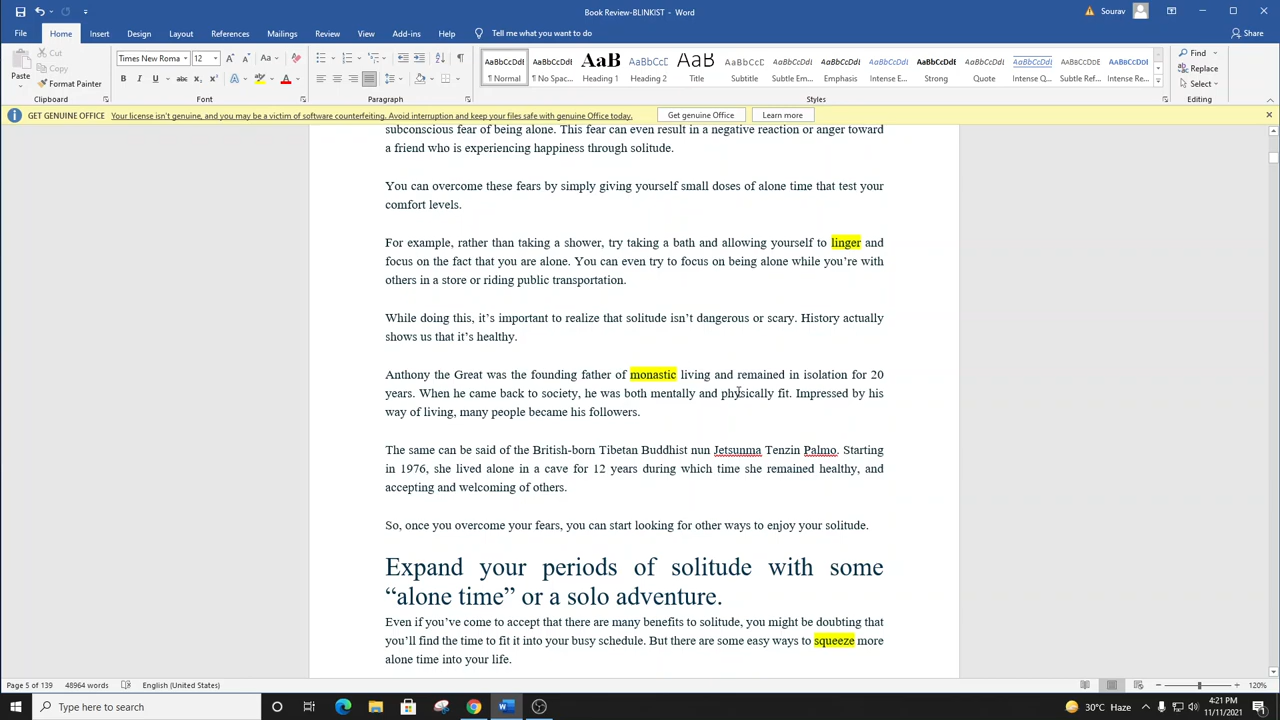 Book Review-BLINKIST - Word
Sourav
File Home Insert Design Layout References Mailmings Review View Add-ins Help Tell me what you want to do Share
Cut
Copy
Format Painter
Paste
Times New Roma 12
AaBbCcDdI AaBbCcDdI AaB AaBbCcD AaB AaBbCcD AaBbCcDdI AaBbCcDdI AaBbCcDdI AaBbCcDdI AaBbCcDdI AaBbCcDdI AaBbCcDdI AaBbCcDdI
¶ Normal ¶ No Spac... Heading 1 Heading 2 Title Subtitle Subtle Em... Emphasis Intense E... Strong Quote Intense Q... Subtle Ref... Intense Re...
Find
Replace
Select
Clipboard Font Paragraph Styles Editing
GET GENUINE OFFICE Your license isn't genuine, and you may be a victim of software counterfeiting. Avoid interruption and keep your files safe with genuine Office today. Get genuine Office Learn more
subconscious fear of being alone. This fear can even result in a negative reaction or anger toward
a friend who is experiencing happiness through solitude.
You can overcome these fears by simply giving yourself small doses of alone time that test your
comfort levels.
For example, rather than taking a shower, try taking a bath and allowing yourself to linger and
focus on the fact that you are alone. You can even try to focus on being alone while you're with
others in a store or riding public transportation.
While doing this, it's important to realize that solitude isn't dangerous or scary. History actually
shows us that it's healthy.
Anthony the Great was the founding father of monastic living and remained in isolation for 20
years. When he came back to society, he was both mentally and physically fit. Impressed by his
way of living, many people became his followers.
The same can be said of the British-born Tibetan Buddhist nun Jetsunma Tenzin Palmo. Starting
in 1976, she lived alone in a cave for 12 years during which time she remained healthy, and
accepting and welcoming of others.
So, once you overcome your fears, you can start looking for other ways to enjoy your solitude.
Expand your periods of solitude with some
“alone time” or a solo adventure.
Even if you've come to accept that there are many benefits to solitude, you might be doubting that
you'll find the time to fit it into your busy schedule. But there are some easy ways to squeeze more
alone time into your life.
Page 5 of 139 48964 words English (United States) 120%
Type here to search
30°C Haze
4:21 PM
11/11/2021